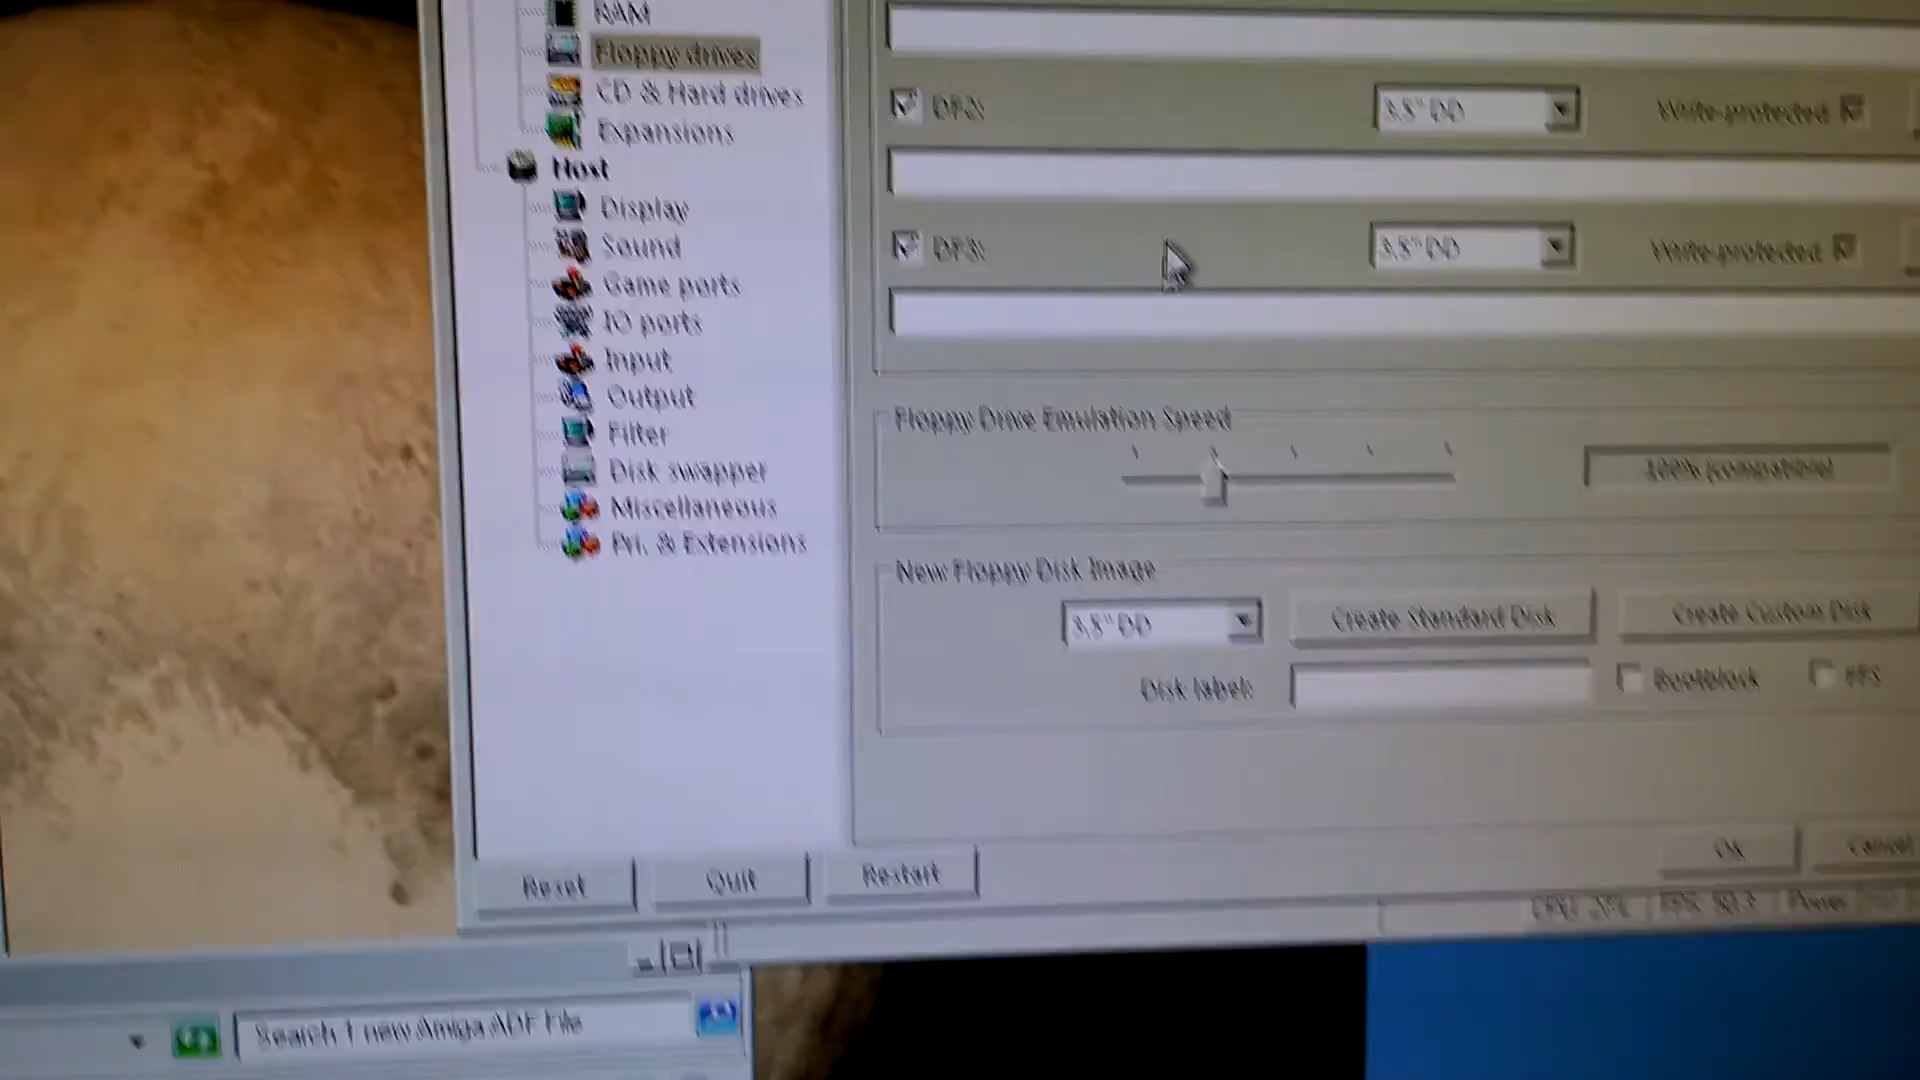 RAM
Floppy drives
CD & Hard drives
Expansions
Host
Display
Sound
Game ports
IO ports
Input
Output
Filter
Disk swapper
Miscellaneous
Pri. & Extensions
DF2:
3.5" DD
Write-protected
DF3:
3.5" DD
Write-protected
Floppy Drive Emulation Speed
100% (compatible)
New Floppy Disk Image
3.5" DD
Create Standard Disk
Create Custom Disk
Disk label:
Bootblock
FFS
Reset
Quit
Restart
OK
Cancel
Power
Search 1 new Amiga ADF File